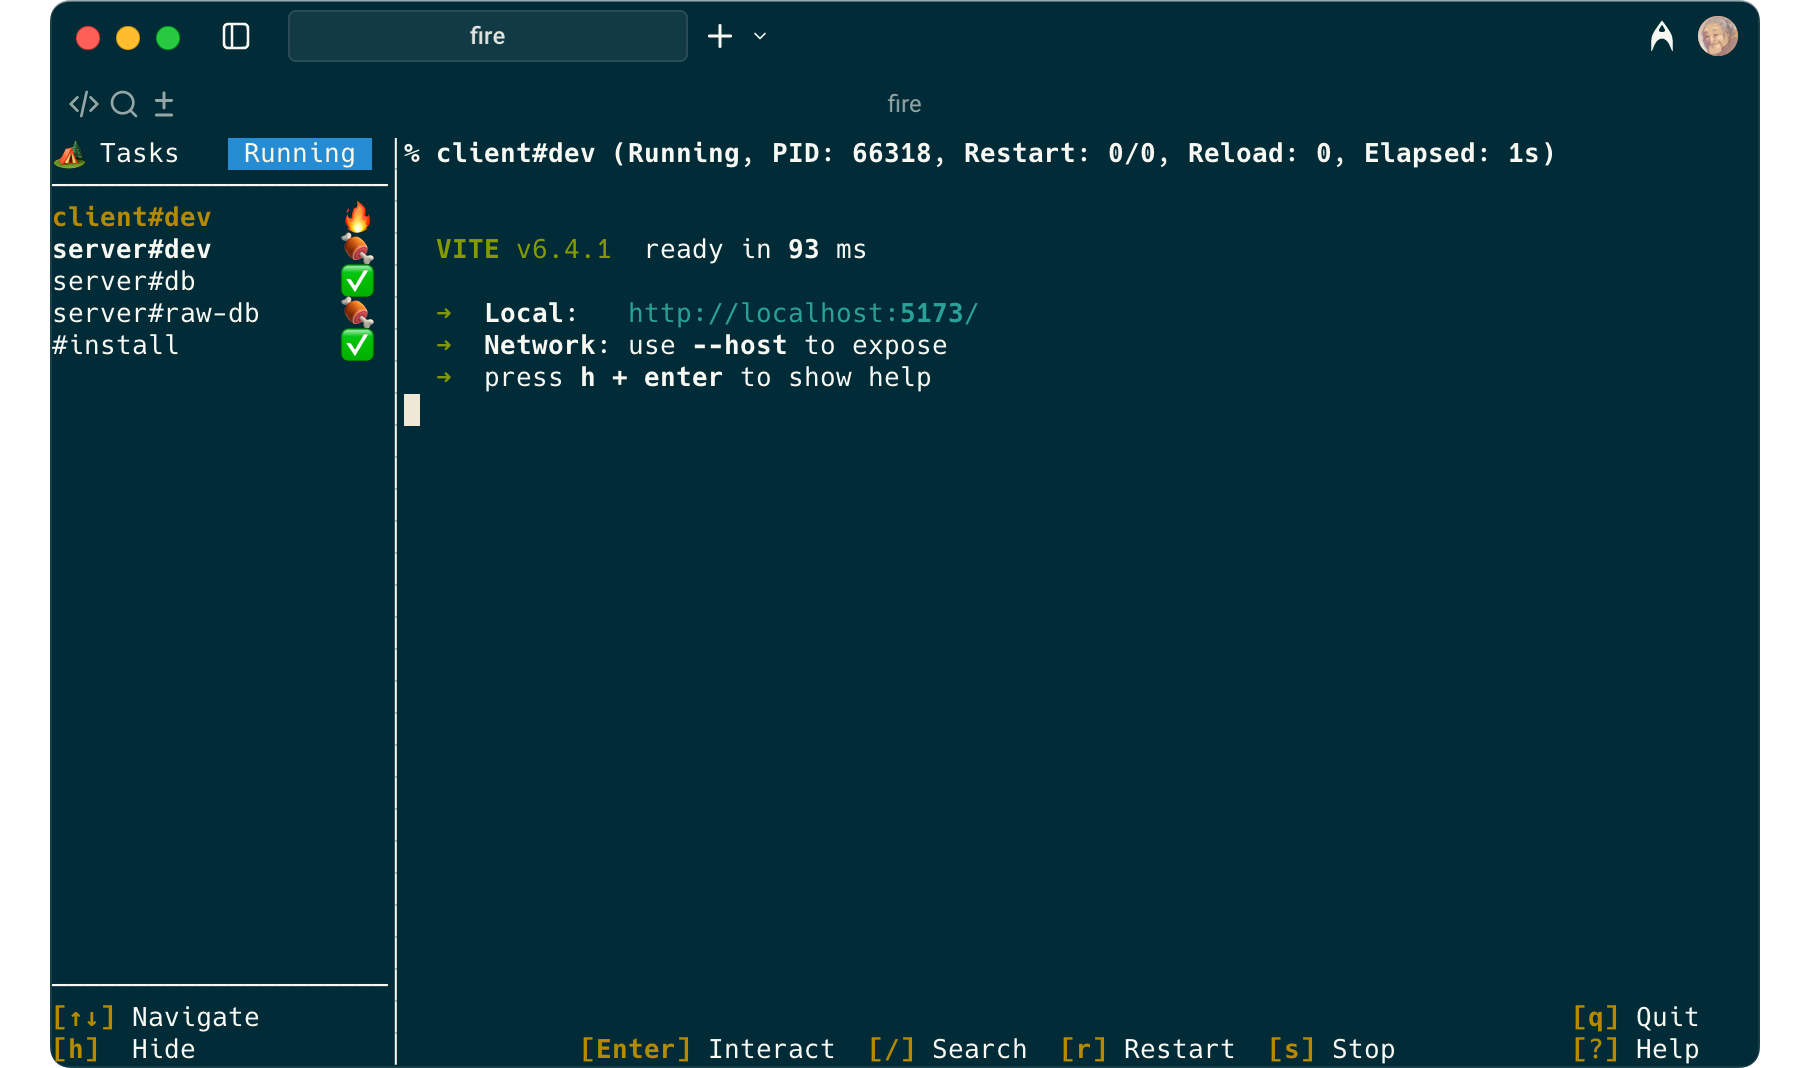 fire
fire
Tasks Running
client#dev
server#dev
server#db
server#raw-db
#install
[↑↓] Navigate
[h] Hide
% client#dev (Running, PID: 66318, Restart: 0/0, Reload: 0, Elapsed: 1s)
VITE v6.4.1 ready in 93 ms
➜ Local: http://localhost:5173/
➜ Network: use --host to expose
➜ press h + enter to show help
[q] Quit
[Enter] Interact [/] Search [r] Restart [s] Stop [?] Help